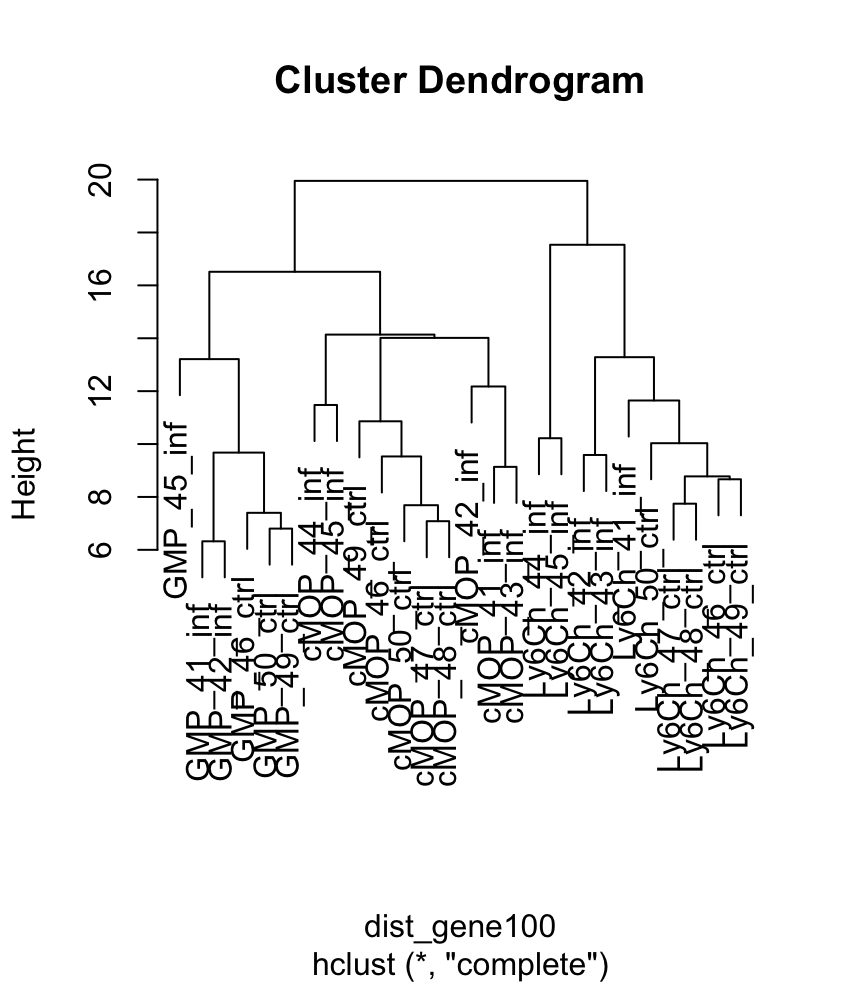 Cluster Dendrogram
Height
20
16
12
8
6
GMP_45_inf
GMP_41_inf
GMP_42_inf
GMP_46_ctrl
GMP_50_ctrl
GMP_49_ctrl
cMOP_44_inf
cMOP_45_inf
cMOP_49_ctrl
cMOP_46_ctrl
cMOP_50_ctrl
cMOP_47_ctrl
cMOP_48_ctrl
cMOP_42_inf
cMOP_41_inf
cMOP_43_inf
Ly6Ch_44_inf
Ly6Ch_45_inf
Ly6Ch_42_inf
Ly6Ch_43_inf
Ly6Ch_41_inf
Ly6Ch_50_ctrl
Ly6Ch_47_ctrl
Ly6Ch_48_ctrl
Ly6Ch_46_ctrl
Ly6Ch_49_ctrl
dist_gene100
hclust (*, "complete")